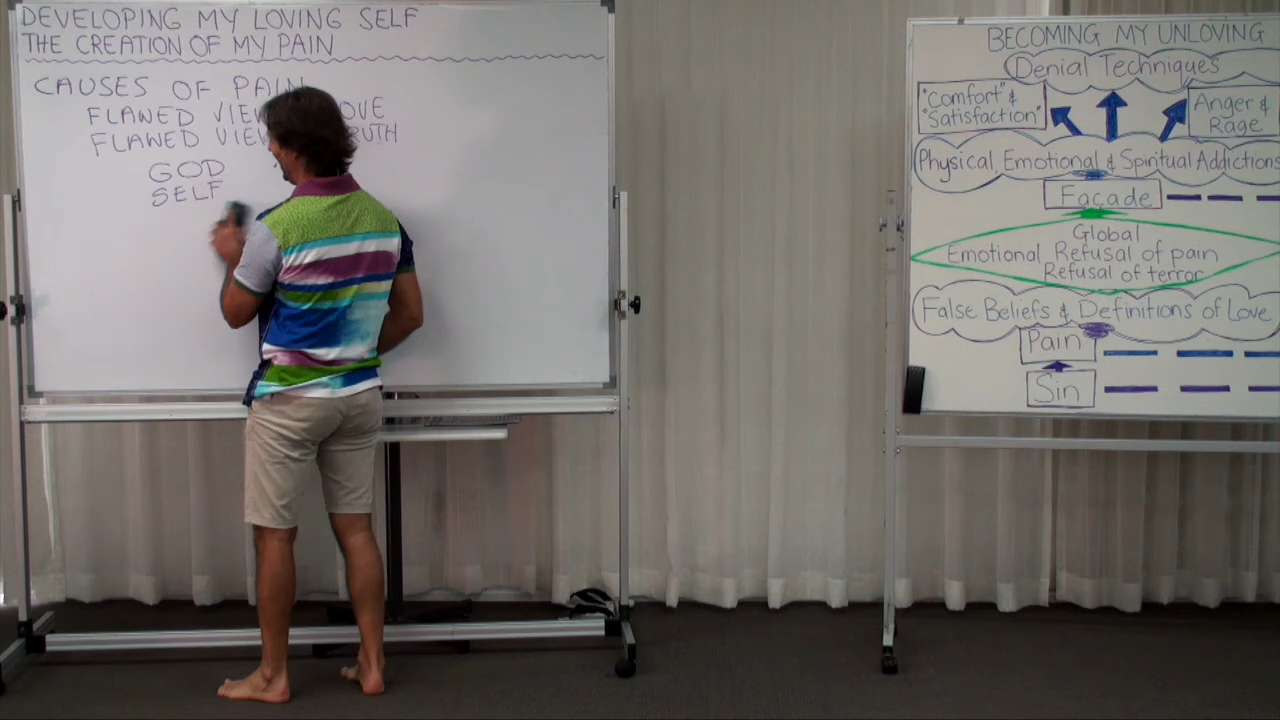 DEVELOPING MY LOVING SELF
THE CREATION OF MY PAIN
CAUSES OF PAIN
FLAWED VIEW OVE
FLAWED VIEW RUTH
GOD
SELF
BECOMING MY UNLOVING
Denial Techniques
"Comfort" &
"Satisfaction"
Anger &
Rage
Physical, Emotional & Spiritual Addictions
Façade
Global
Emotional Refusal of pain
Refusal of terror
False Beliefs & Definitions of Love
Pain
Sin